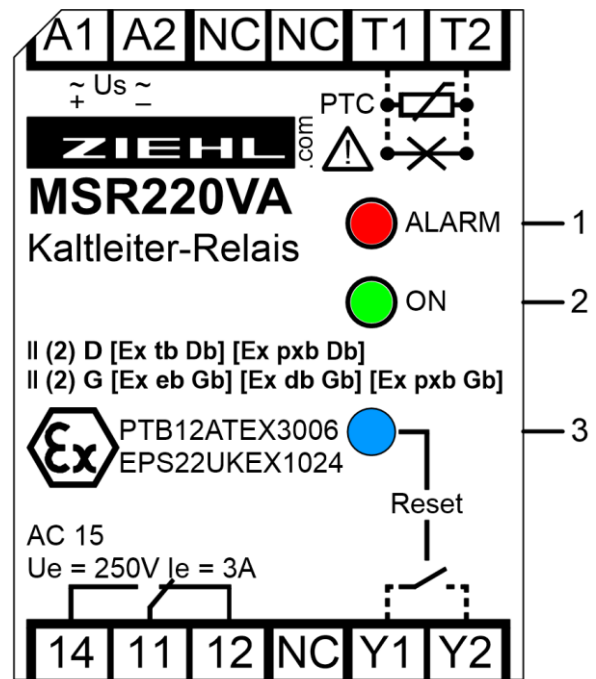 A1 A2 NC NC T1 T2
~ Us ~
+ –
PTC
ZIEHL .com
MSR220VA
ALARM 1
Kaltleiter-Relais
ON 2
II (2) D [Ex tb Db] [Ex pxb Db]
II (2) G [Ex eb Gb] [Ex db Gb] [Ex pxb Gb]
Ex PTB12ATEX3006 3
EPS22UKEX1024
Reset
AC 15
Ue = 250V Ie = 3A
14 11 12 NC Y1 Y2